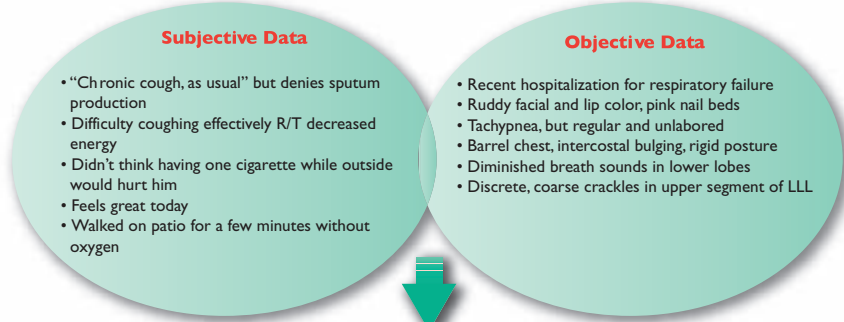 Subjective Data
• “Chronic cough, as usual” but denies sputum
production
• Difficulty coughing effectively R/T decreased
energy
• Didn’t think having one cigarette while outside
would hurt him
• Feels great today
• Walked on patio for a few minutes without
oxygen
Objective Data
• Recent hospitalization for respiratory failure
• Ruddy facial and lip color, pink nail beds
• Tachypnea, but regular and unlabored
• Barrel chest, intercostal bulging, rigid posture
• Diminished breath sounds in lower lobes
• Discrete, coarse crackles in upper segment of LLL